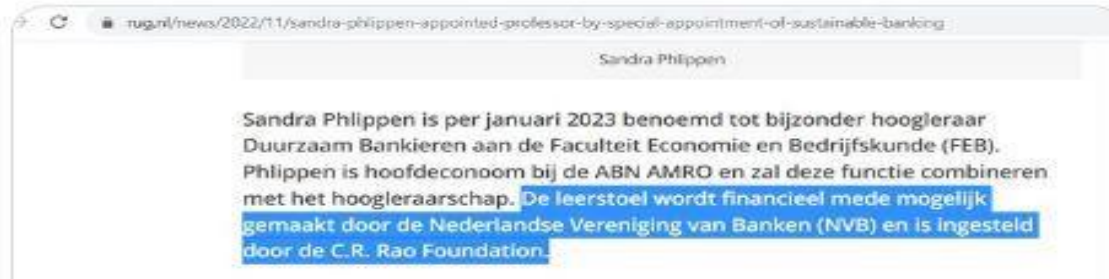 rug.nl/news/2022/11/sandra-phlippen-appointed-professor-by-special-appointment-of-sustainable-banking
Sandra Phlippen
Sandra Phlippen is per januari 2023 benoemd tot bijzonder hoogleraar
Duurzaam Bankieren aan de Faculteit Economie en Bedrijfskunde (FEB).
Phlippen is hoofdeconoom bij de ABN AMRO en zal deze functie combineren
met het hoogleraarschap. De leerstoel wordt financieel mede mogelijk
gemaakt door de Nederlandse Vereniging van Banken (NVB) en is ingesteld
door de C.R. Rao Foundation.